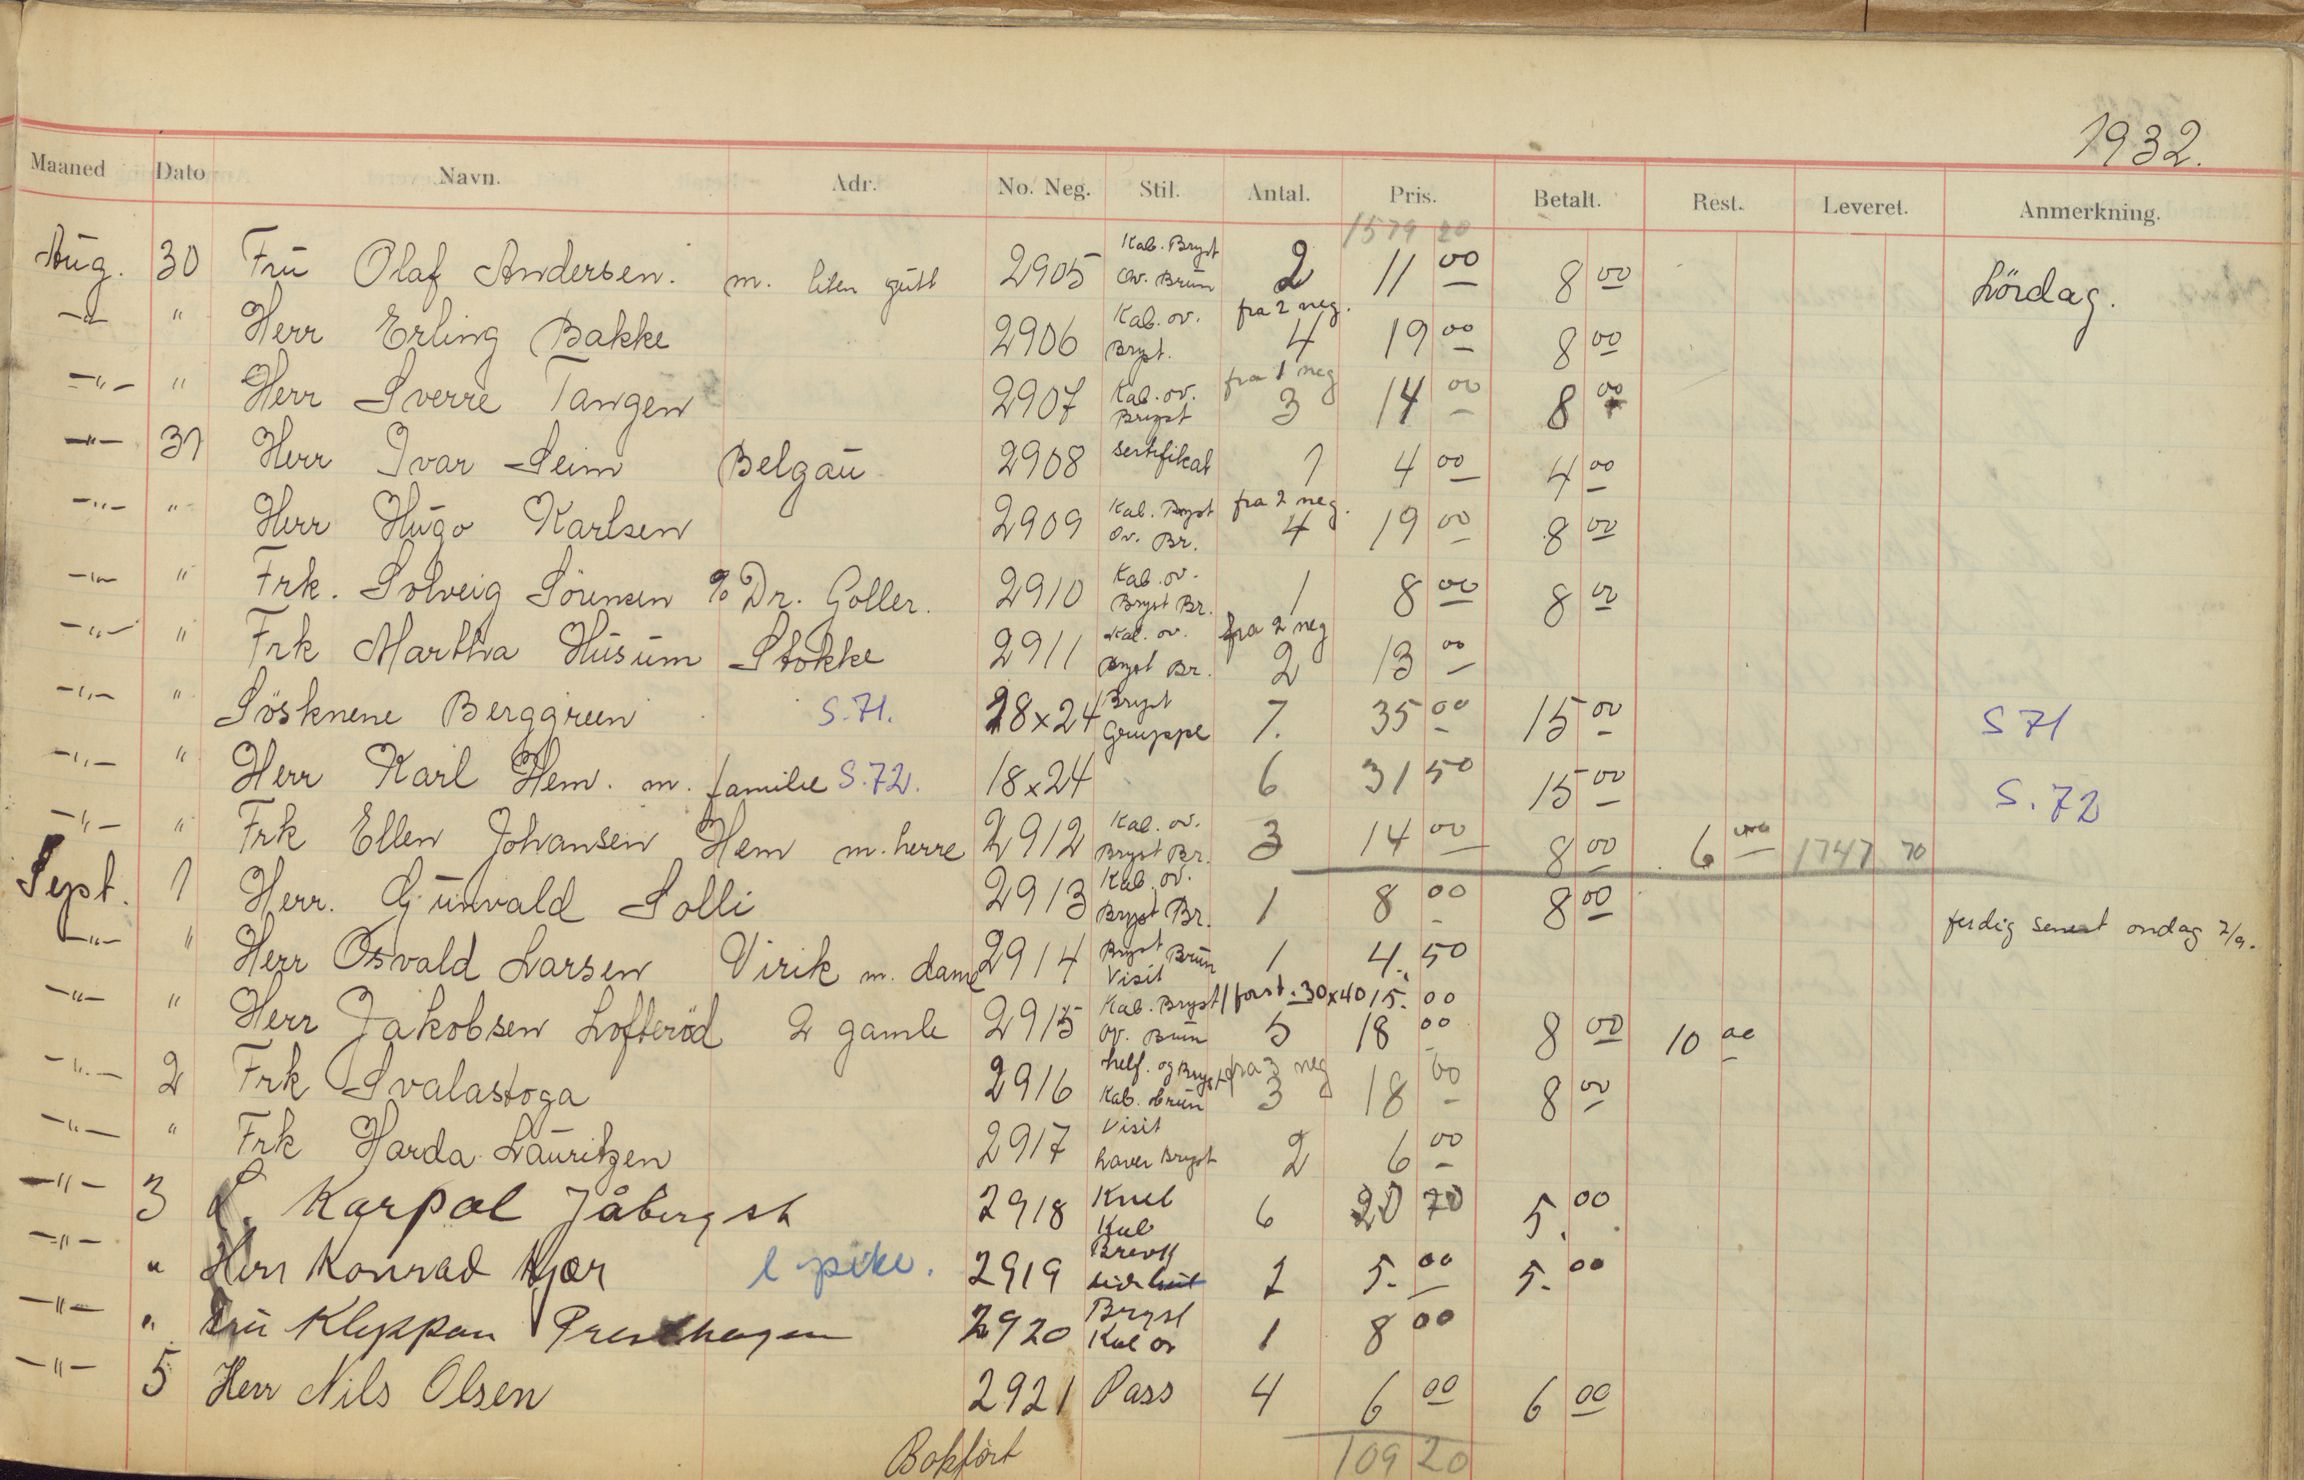 1932.
Maaned Dato Navn. Adr. No. Neg. Stil. Antal. Pris. Betalt. Rest. Leveret. Anmerkning.
1579 20
Aug. 30 Fru Olaf Andersen. m. liten gutt 2905 Kab. Bryst ov. Brun 2 11 00 8 00 Lördag.
—"— " Herr Erling Bakke 2906 Kab. ov. Bryst. fra 2 neg. 4 19 00 8 00
—"— " Herr Sverre Tangen 2907 Kab. ov. Bryst fra 1 neg 3 14 00 8 00
—"— 31 Herr Ivar Seim Belgau 2908 sertifikat 1 4 00 4 00
—"— " Herr Hugo Karlsen 2909 Kab. Bryst ov. Br. fra 2 neg. 4 19 00 8 00
—"— " Frk. Solveig Sörensen % Dr. Goller. 2910 Kab. ov. Bryst Br. 1 8 00 8 00
—"— " Frk Martha Husum Stokke 2911 Kab. ov. Bryst Br. fra 2 neg 2 13 00
—"— " Sösknene Berggreen S.71. 18x24 Bryst Gruppe 7. 35 00 15 00 S 71
—"— " Herr Karl Hem. m. familie S.72. 18x24 6 31 50 15 00 S. 72
—"— " Frk Ellen Johansen Hem m. herre 2912 Kab. ov. Bryst Br. 3 14 00 8 00 6 00 1747 70
Sept. 1 Herr. Gunvald Solli 2913 Kab. ov. Bryst Br. 1 8 00 8 00 ferdig senest ondag 7/9.
—"— " Herr Osvald Larsen Virik m. dame 2914 Bryst Brun Visit 1 4. 50
—"— " Herr Jakobsen Lofteröd 2 gamle 2915 Kab. Bryst ov. Brun 1 forst. 30x40 15. 00 5 18 00 8 00 10 00
—"— 2 Frk Svalastoga 2916 helf. og Bryst Kab. brun fra 3 neg 3 18 00 8 00
—"— " Frk Harda Lauritzen 2917 Visit Laver Bryst 2 6 00
—"— 3 L. Karpal Jåberg st 2918 Knel Kab 6 20 70 5. 00
—"— " Herr Konrad Kjær l pike. 2919 Brevk 1 5. 00 5. 00
—"— " Fru Kleppan Presthagen 2920 Bryst Kab ov 1 8 00
—"— 5 Herr Nils Olsen 2921 Pass 4 6 00 6 00
Bokfört 109 20